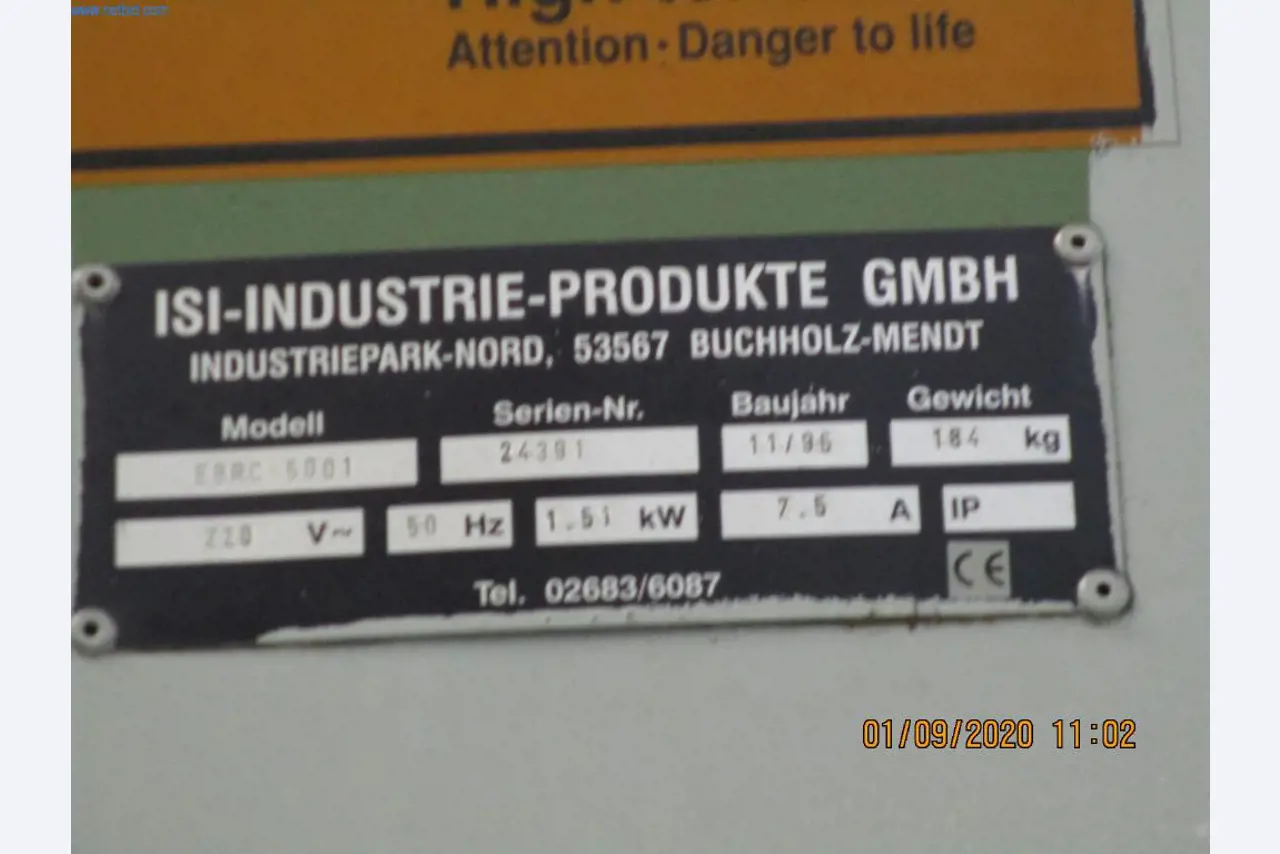 Attention · Danger to life
ISI-INDUSTRIE-PRODUKTE GMBH
INDUSTRIEPARK-NORD, 53567 BUCHHOLZ-MENDT
Modell Serien-Nr. Baujahr Gewicht
24391 11/96 184 kg
V~ 50 Hz 1.51 kW 7.5 A IP
Tel. 02683/6087 CE
01/09/2020 11:02